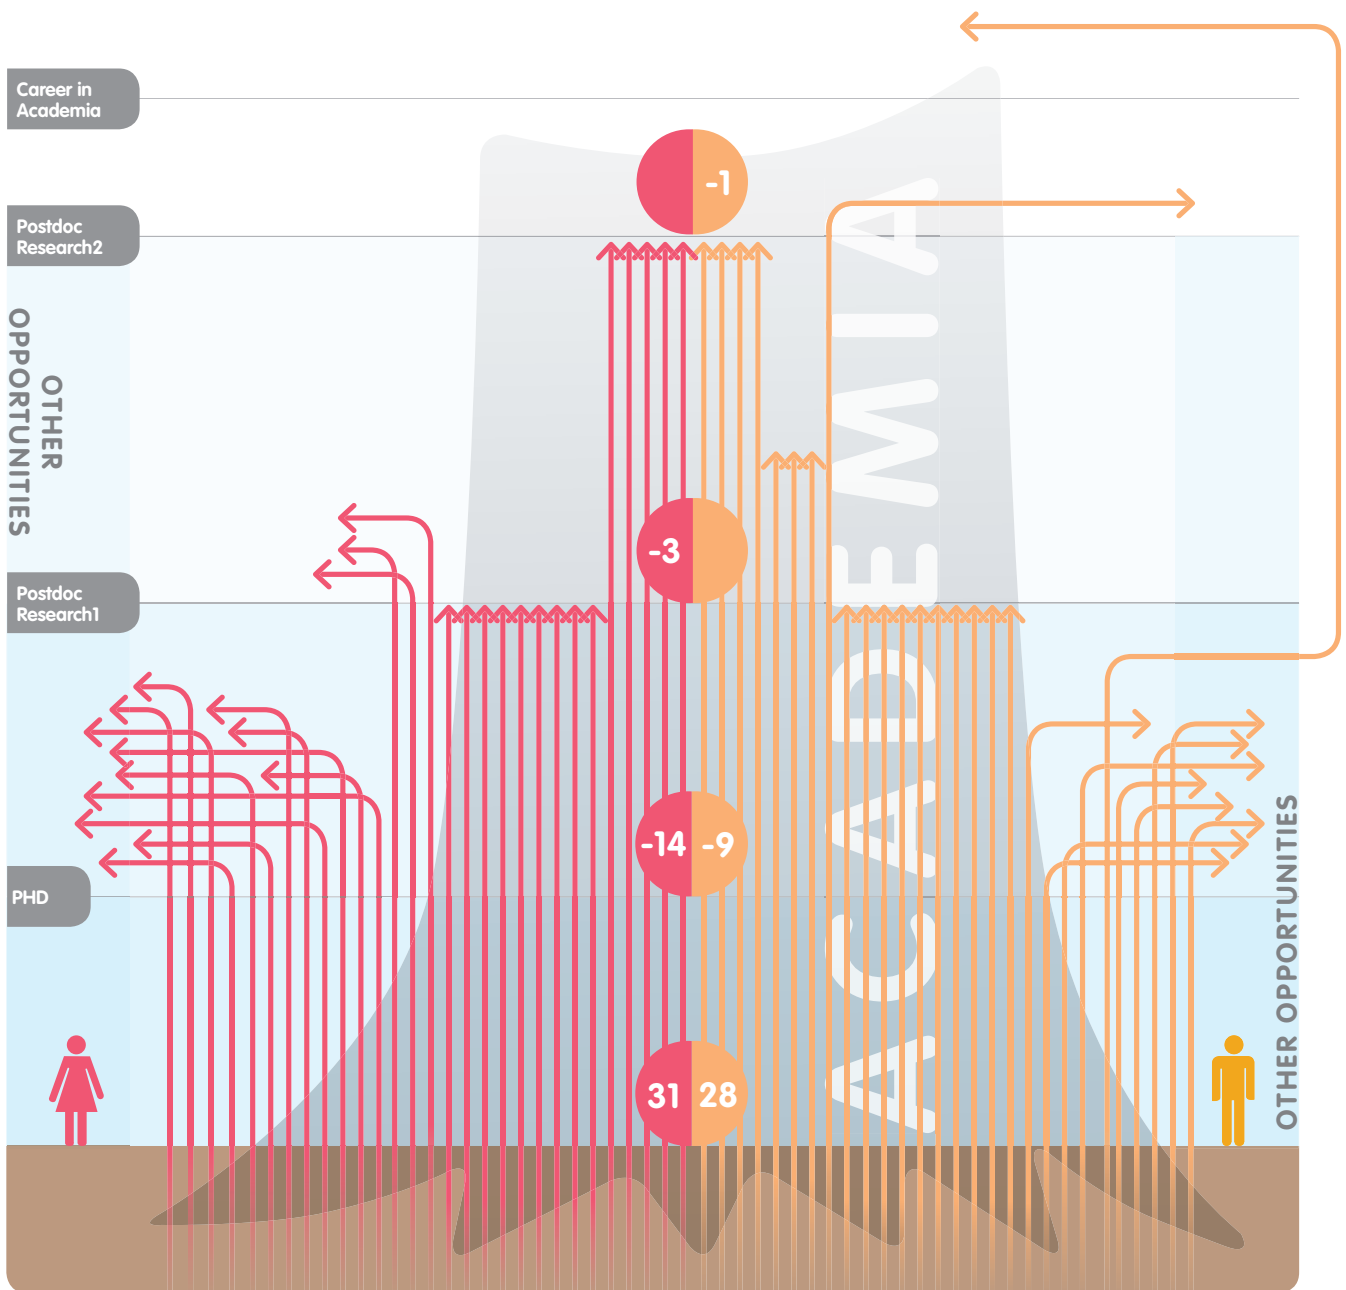 Career in
Academia
-1
Postdoc
Research2
OTHER
OPPORTUNITIES
-3
Postdoc
Research1
ACADEMIA
-14
-9
PHD
OTHER OPPORTUNITIES
31
28